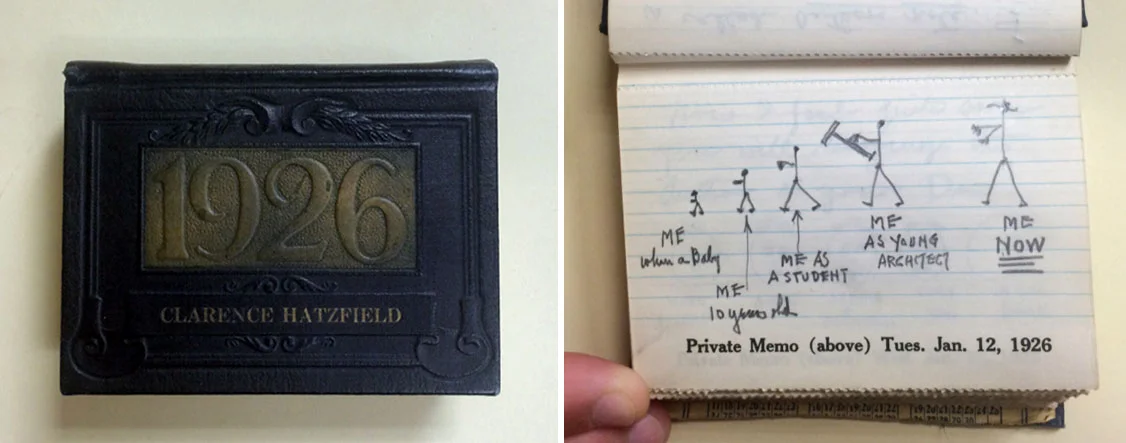 1926
CLARENCE HATZFIELD
ME
when a Baby
ME
10 years old
ME AS
A STUDENT
ME
AS YOUNG
ARCHITECT
ME
NOW
Private Memo (above) Tues. Jan. 12, 1926